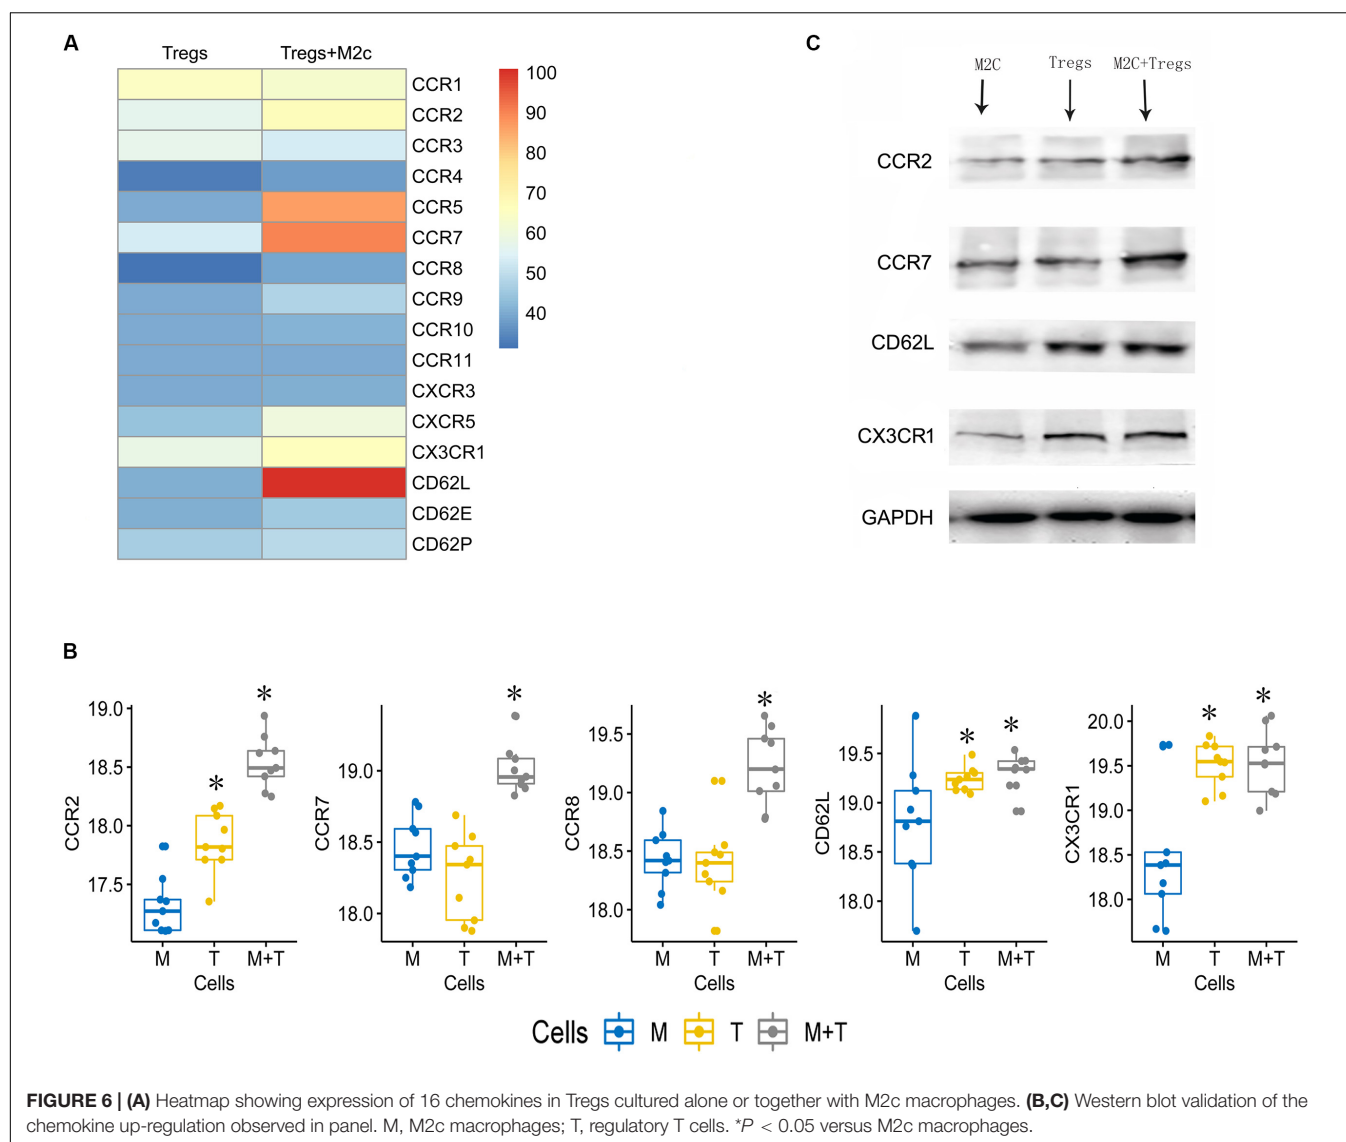 A
Tregs Tregs+M2c
CCR1
CCR2
CCR3
CCR4
CCR5
CCR7
CCR8
CCR9
CCR10
CCR11
CXCR3
CXCR5
CX3CR1
CD62L
CD62E
CD62P
100
90
80
70
60
50
40
C
M2C Tregs M2C+Tregs
CCR2
CCR7
CD62L
CX3CR1
GAPDH
B
CCR2
19.0
18.5
18.0
17.5
* *
M T M+T
Cells
CCR7
19.0
18.5
18.0
*
M T M+T
Cells
CCR8
19.5
19.0
18.5
18.0
*
M T M+T
Cells
CD62L
19.5
19.0
18.5
18.0
* *
M T M+T
Cells
CX3CR1
20.0
19.5
19.0
18.5
18.0
* *
M T M+T
Cells
Cells M T M+T
FIGURE 6 | (A) Heatmap showing expression of 16 chemokines in Tregs cultured alone or together with M2c macrophages. (B,C) Western blot validation of the
chemokine up-regulation observed in panel. M, M2c macrophages; T, regulatory T cells. *P < 0.05 versus M2c macrophages.